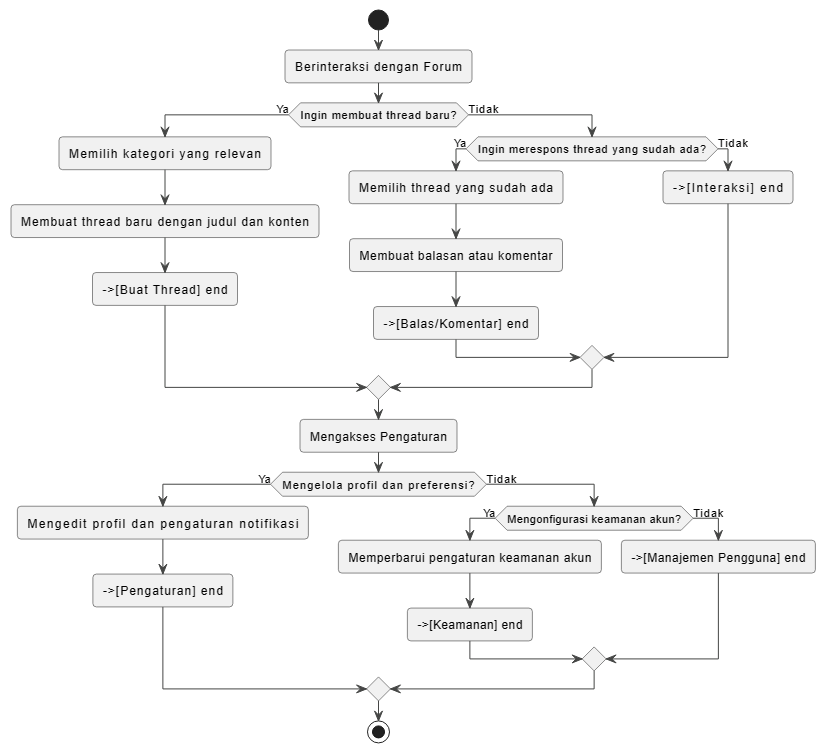 Berinteraksi dengan Forum
Ya
Ingin membuat thread baru?
Tidak
Memilih kategori yang relevan
Membuat thread baru dengan judul dan konten
->[Buat Thread] end
Ya
Ingin merespons thread yang sudah ada?
Tidak
Memilih thread yang sudah ada
Membuat balasan atau komentar
->[Balas/Komentar] end
->[Interaksi] end
Mengakses Pengaturan
Ya
Mengelola profil dan preferensi?
Tidak
Mengedit profil dan pengaturan notifikasi
->[Pengaturan] end
Ya
Mengonfigurasi keamanan akun?
Tidak
Memperbarui pengaturan keamanan akun
->[Keamanan] end
->[Manajemen Pengguna] end